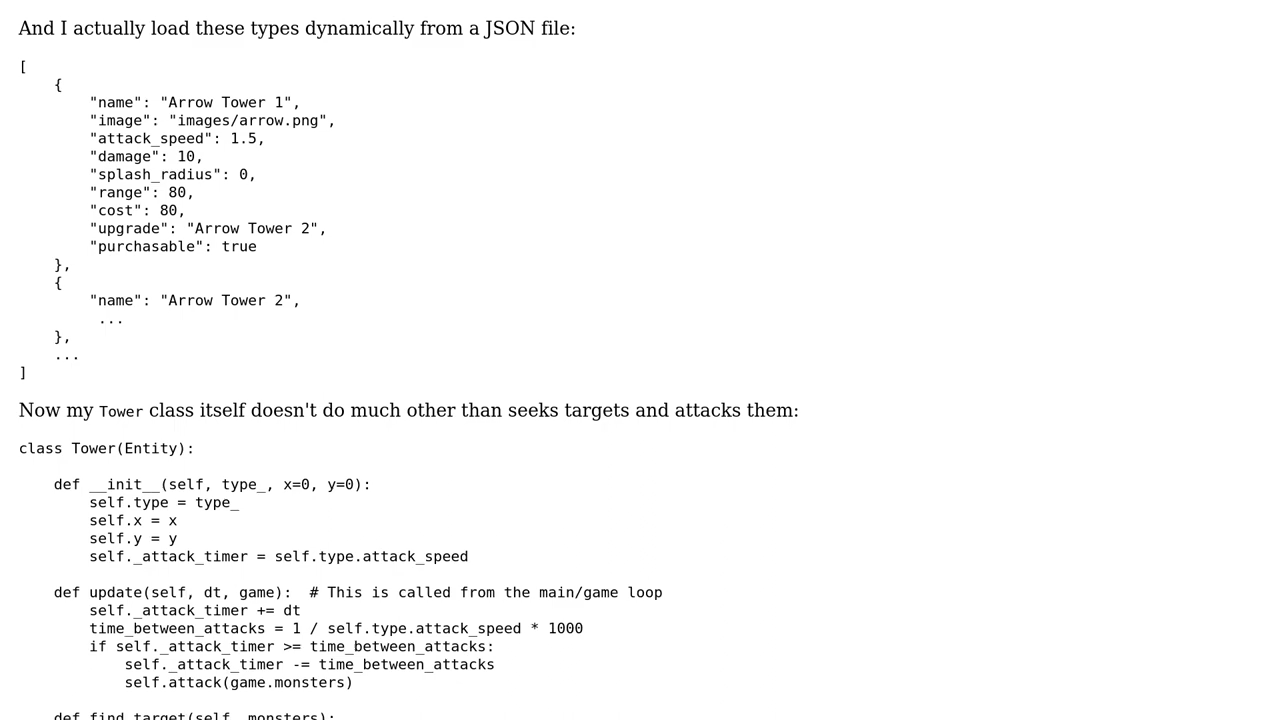 And I actually load these types dynamically from a JSON file:
[
    {
        "name": "Arrow Tower 1",
        "image": "images/arrow.png",
        "attack_speed": 1.5,
        "damage": 10,
        "splash_radius": 0,
        "range": 80,
        "cost": 80,
        "upgrade": "Arrow Tower 2",
        "purchasable": true
    },
    {
        "name": "Arrow Tower 2",
         ...
    },
    ...
]
Now my Tower class itself doesn't do much other than seeks targets and attacks them:
class Tower(Entity):
    def __init__(self, type_, x=0, y=0):
        self.type = type_
        self.x = x
        self.y = y
        self._attack_timer = self.type.attack_speed
    def update(self, dt, game):  # This is called from the main/game loop
        self._attack_timer += dt
        time_between_attacks = 1 / self.type.attack_speed * 1000
        if self._attack_timer >= time_between_attacks:
            self._attack_timer -= time_between_attacks
            self.attack(game.monsters)
    def find_target(self, monsters):